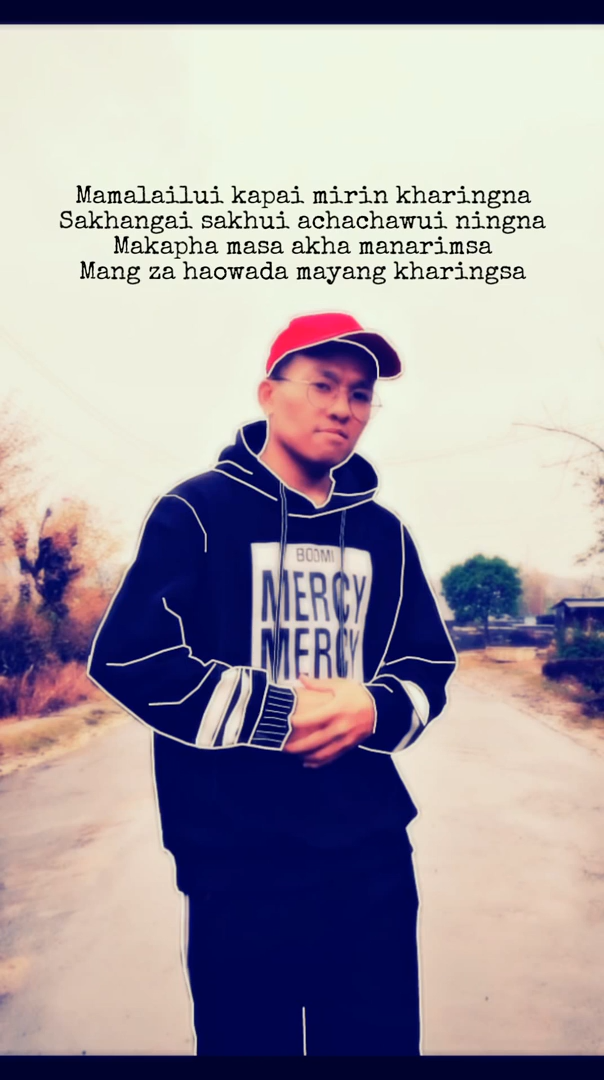 Mamalailui kapai mirin kharingna
Sakhangai sakhui achachawui ningna
Makapha masa akha manarimsa
Mang za haowada mayang kharingsa
BOOMI
MERCY
MERCY